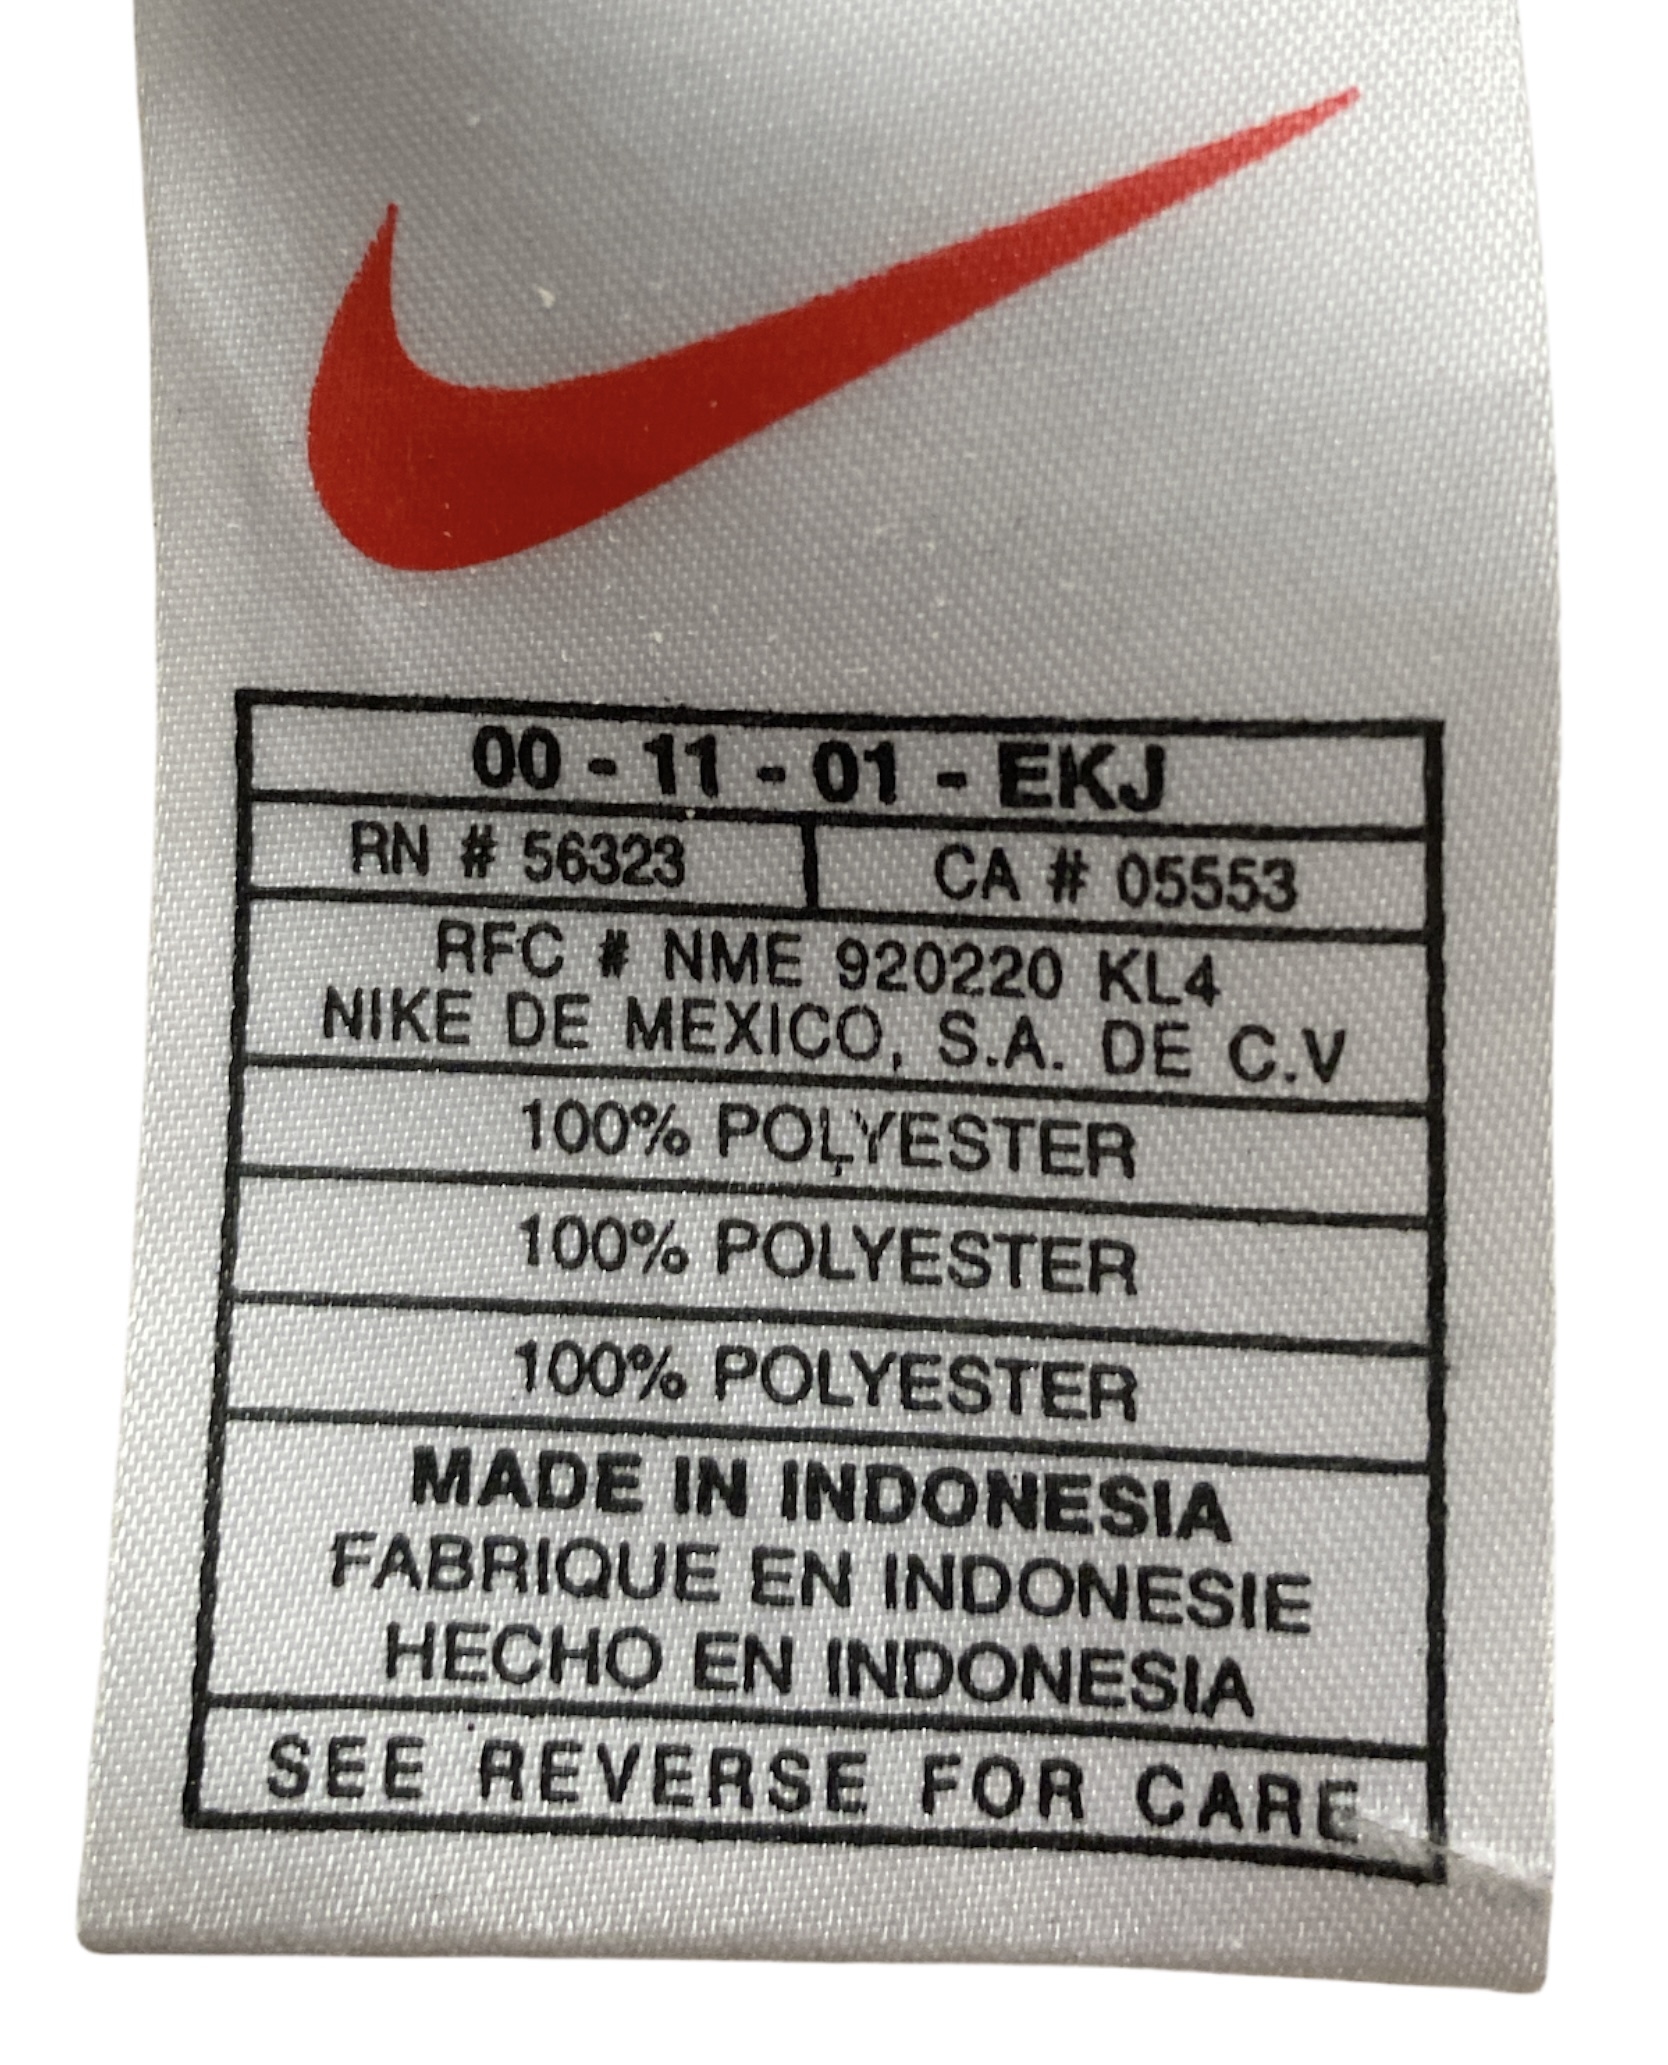 00 - 11 - 01 - EKJ
RN # 56323 CA # 05553
RFC # NME 920220 KL4
NIKE DE MEXICO, S.A. DE C.V
100% POLYESTER
100% POLYESTER
100% POLYESTER
MADE IN INDONESIA
FABRIQUE EN INDONESIE
HECHO EN INDONESIA
SEE REVERSE FOR CARE